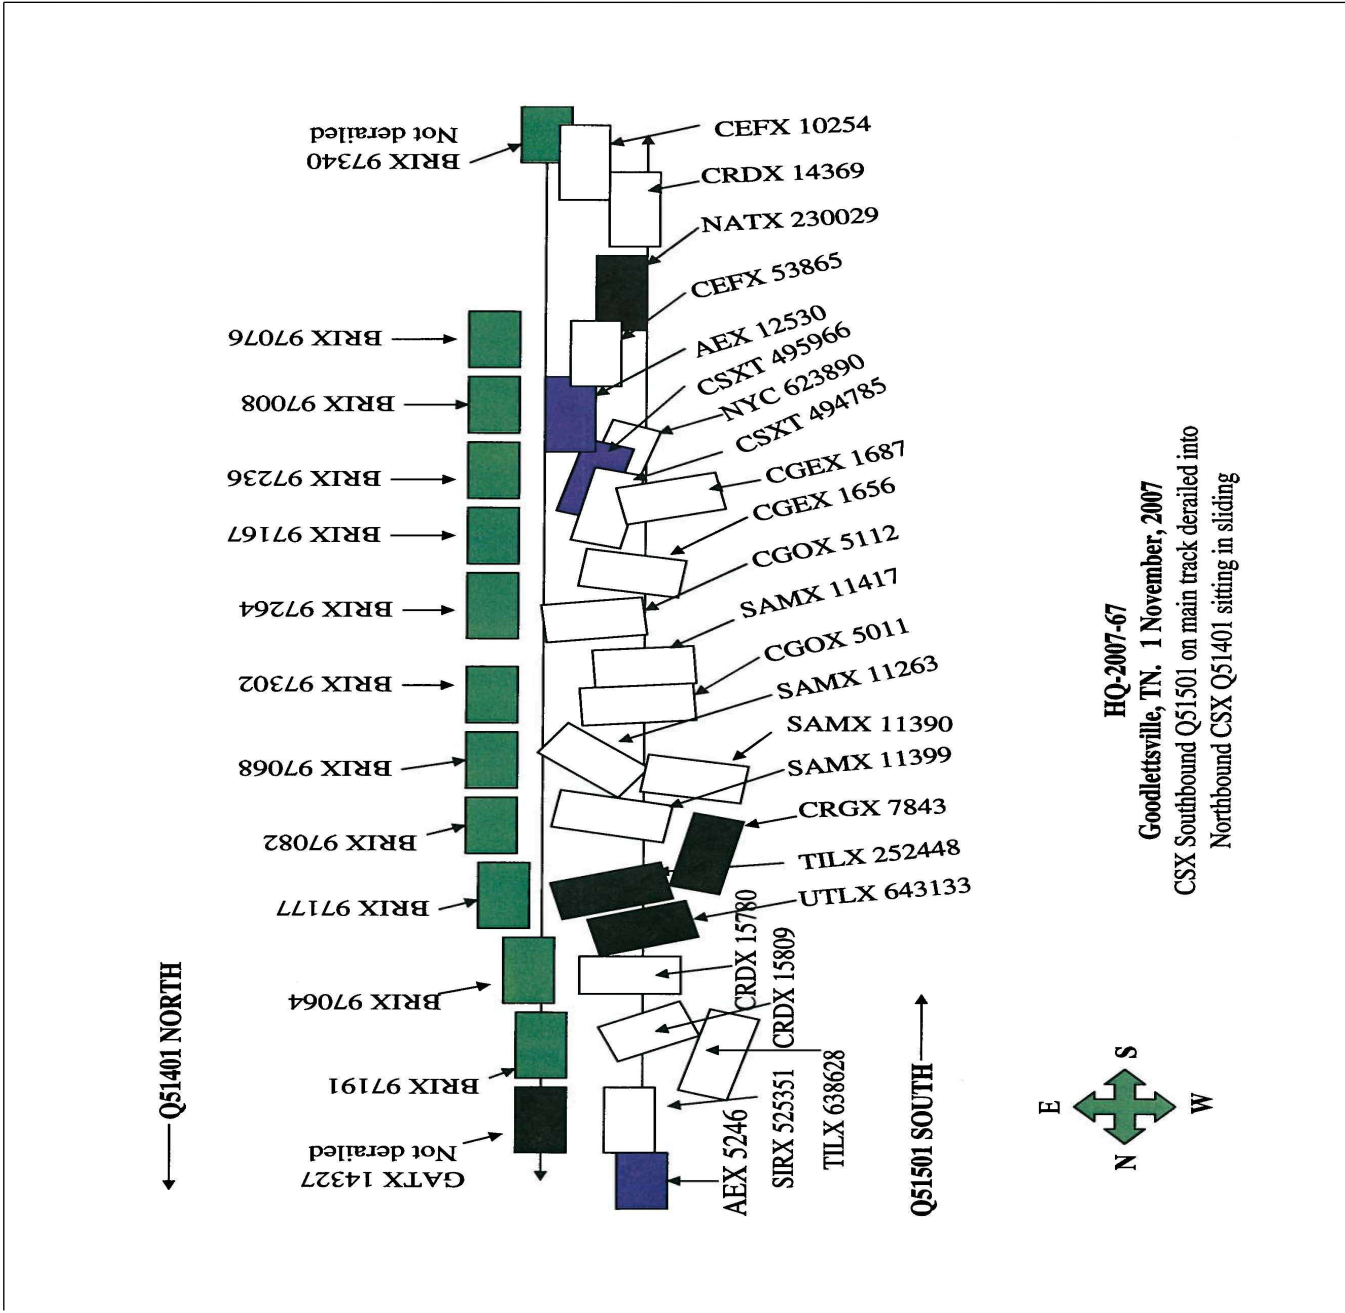 Q51401 NORTH
BRIX 97340
Not derailed
BRIX 97076
BRIX 97008
BRIX 97236
BRIX 97167
BRIX 97264
BRIX 97302
BRIX 97068
BRIX 97082
BRIX 97177
BRIX 97064
BRIX 97191
GATX 14327
Not derailed
CEFX 10254
CRDX 14369
NATX 230029
CEFX 53865
AEX 12530
CSXT 495966
NYC 623890
CSXT 494785
CGEX 1687
CGEX 1656
CGOX 5112
SAMX 11417
CGOX 5011
SAMX 11263
SAMX 11390
SAMX 11399
CRGX 7843
TILX 252448
UTLX 643133
CRDX 15780
CRDX 15809
TILX 638628
SIRX 525351
AEX 5246
Q51501 SOUTH
E
N
S
W
HQ-2007-67
Goodlettsville, TN. 1 November, 2007
CSX Southbound Q51501 on main track derailed into
Northbound CSX Q51401 sitting in sliding